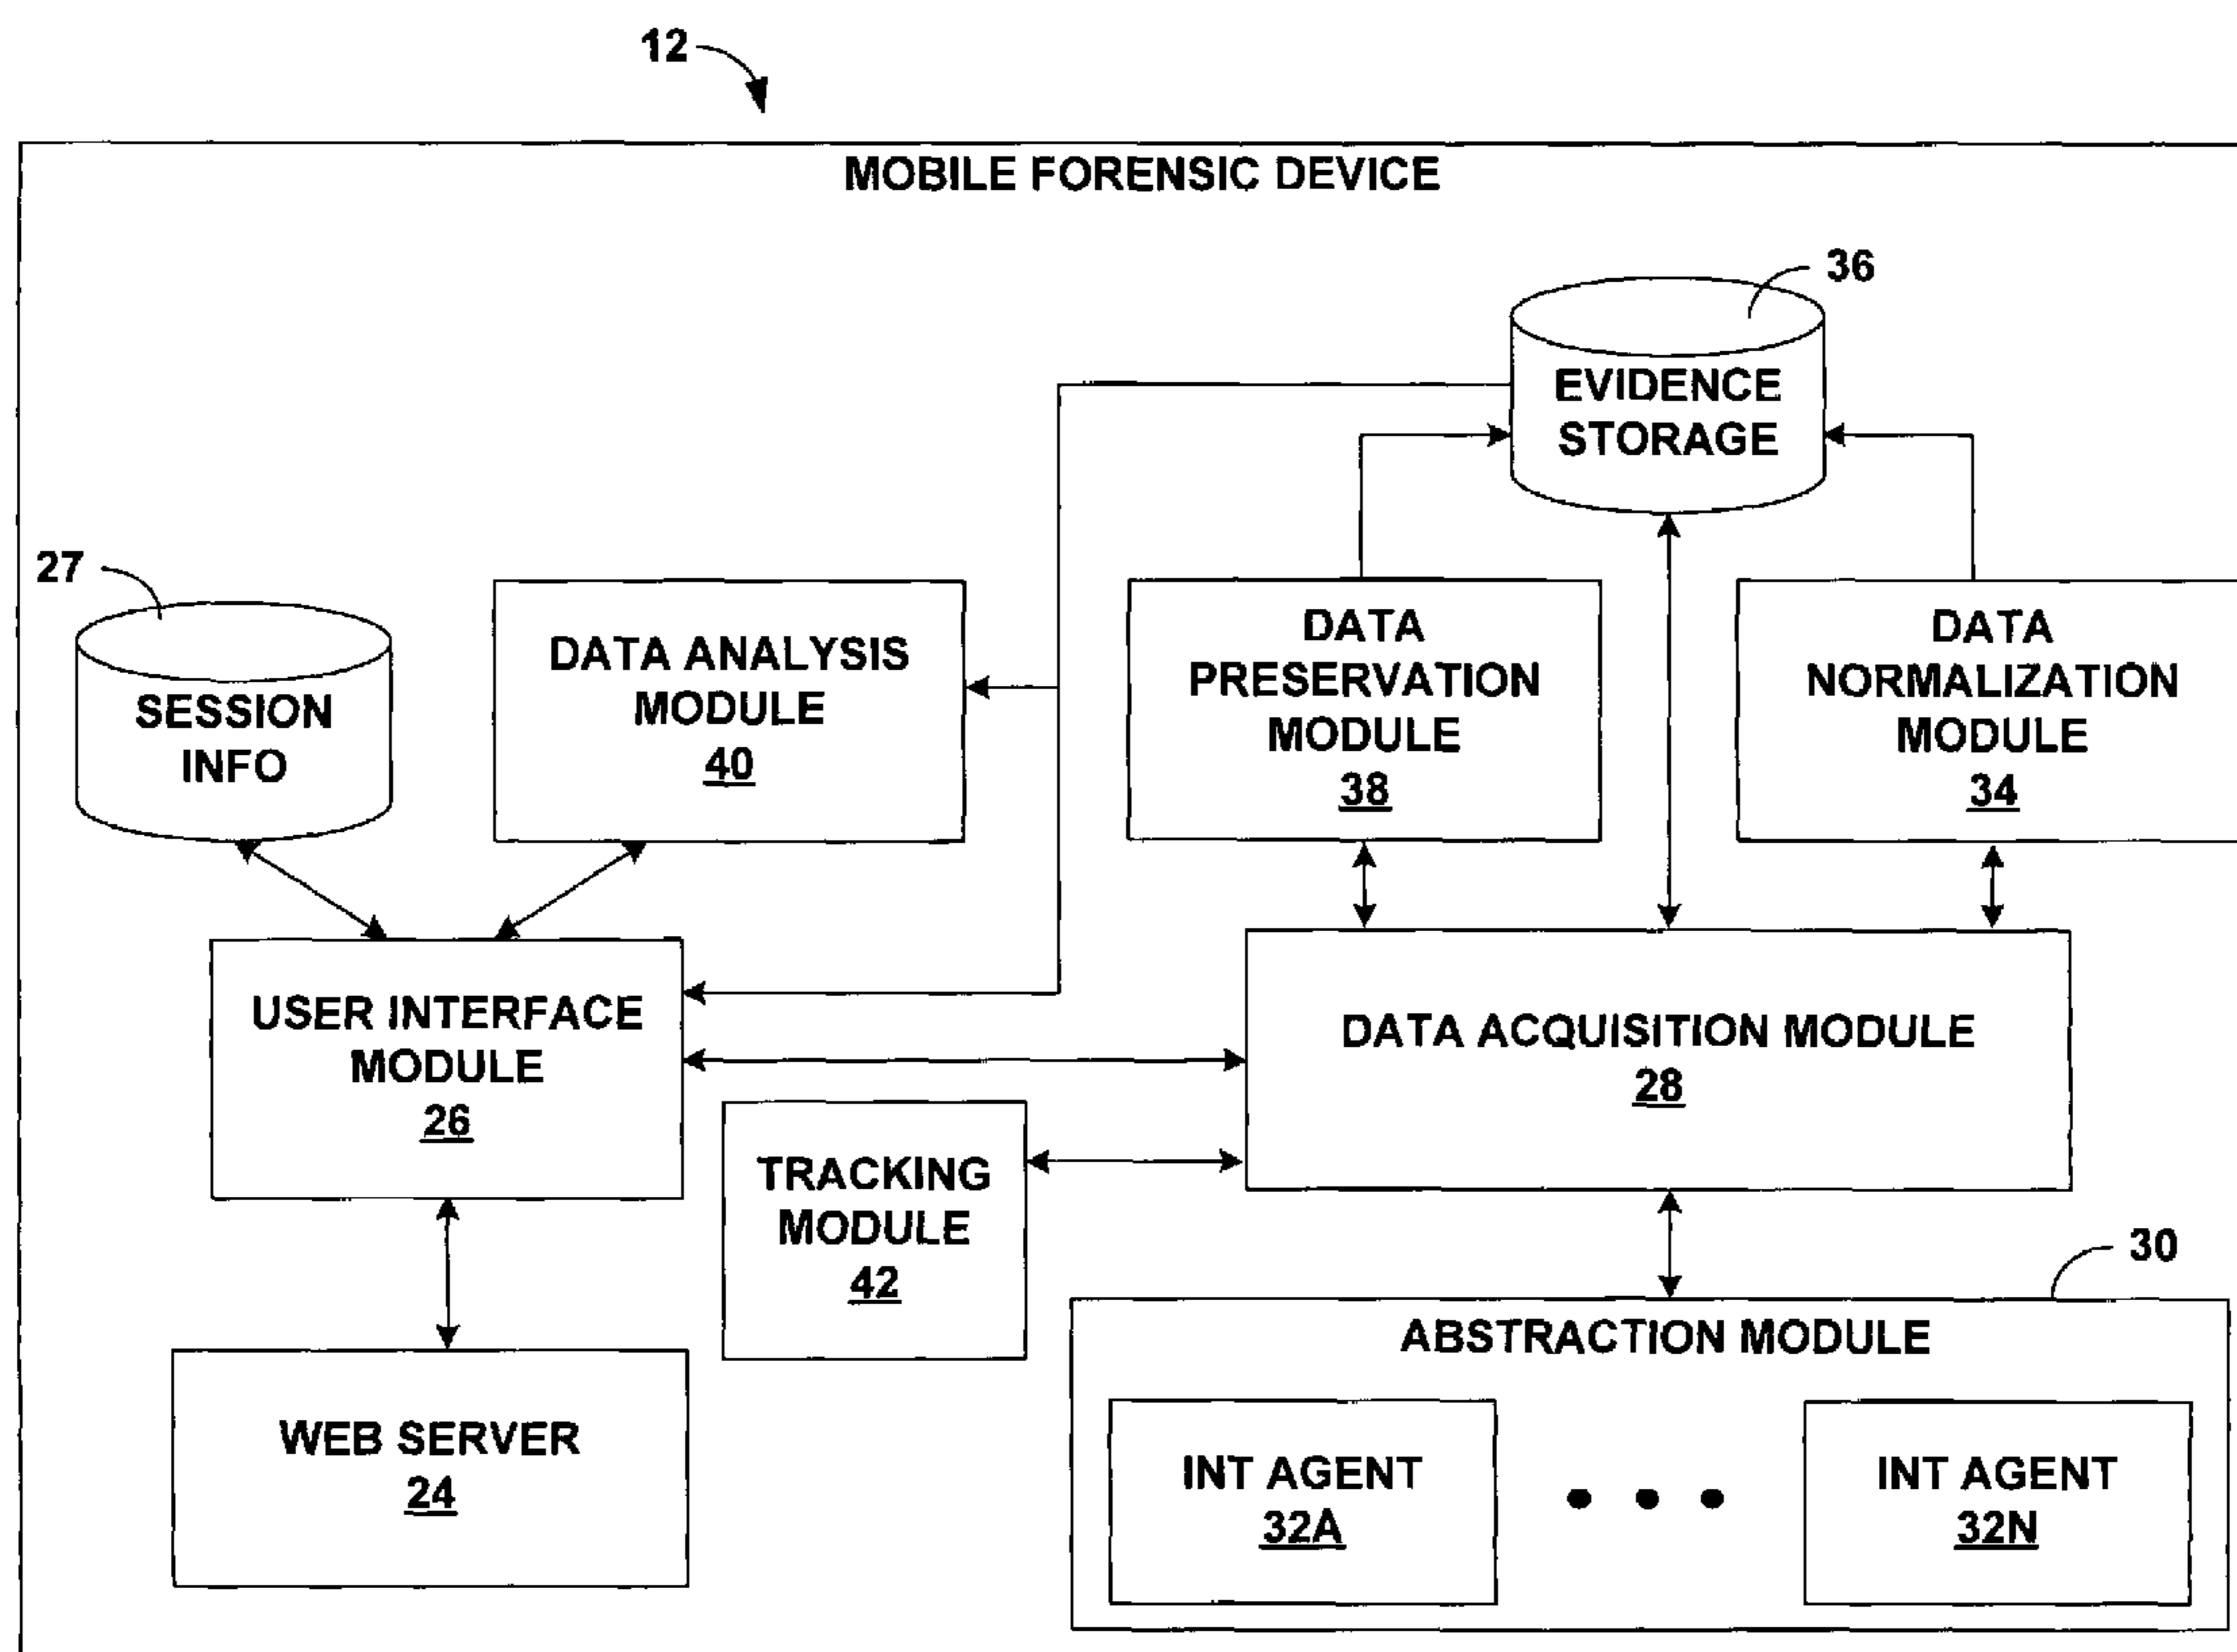 12
MOBILE FORENSIC DEVICE
36
EVIDENCE
STORAGE
27
SESSION
INFO
DATA ANALYSIS
MODULE
40
DATA
PRESERVATION
MODULE
38
DATA
NORMALIZATION
MODULE
34
USER INTERFACE
MODULE
26
DATA ACQUISITION MODULE
28
TRACKING
MODULE
42
30
ABSTRACTION MODULE
WEB SERVER
24
INT AGENT
32A
INT AGENT
32N